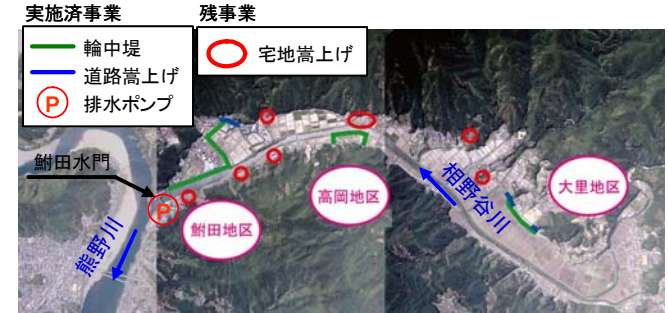 実施済事業
輪中堤
道路嵩上げ
P 排水ポンプ
残事業
宅地嵩上げ
鮒田水門
P
熊野川
鮒田地区
高岡地区
相野谷川
大里地区